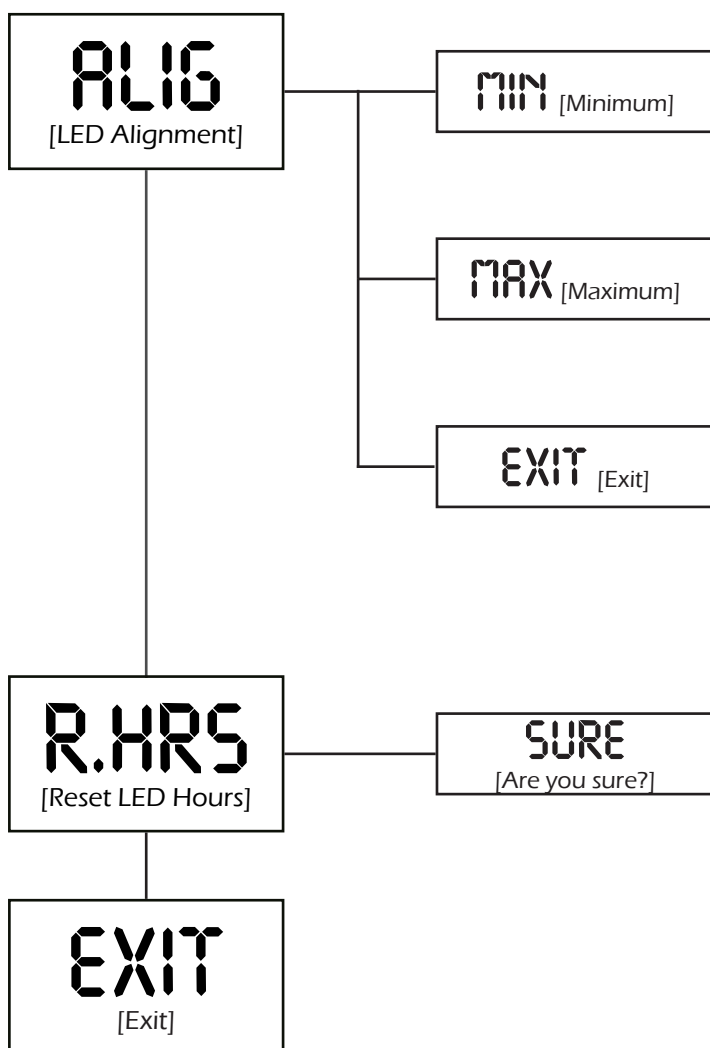 ALIG
[LED Alignment]
MIN [Minimum]
MAX [Maximum]
EXIT [Exit]
R.HRS
[Reset LED Hours]
SURE
[Are you sure?]
EXIT
[Exit]